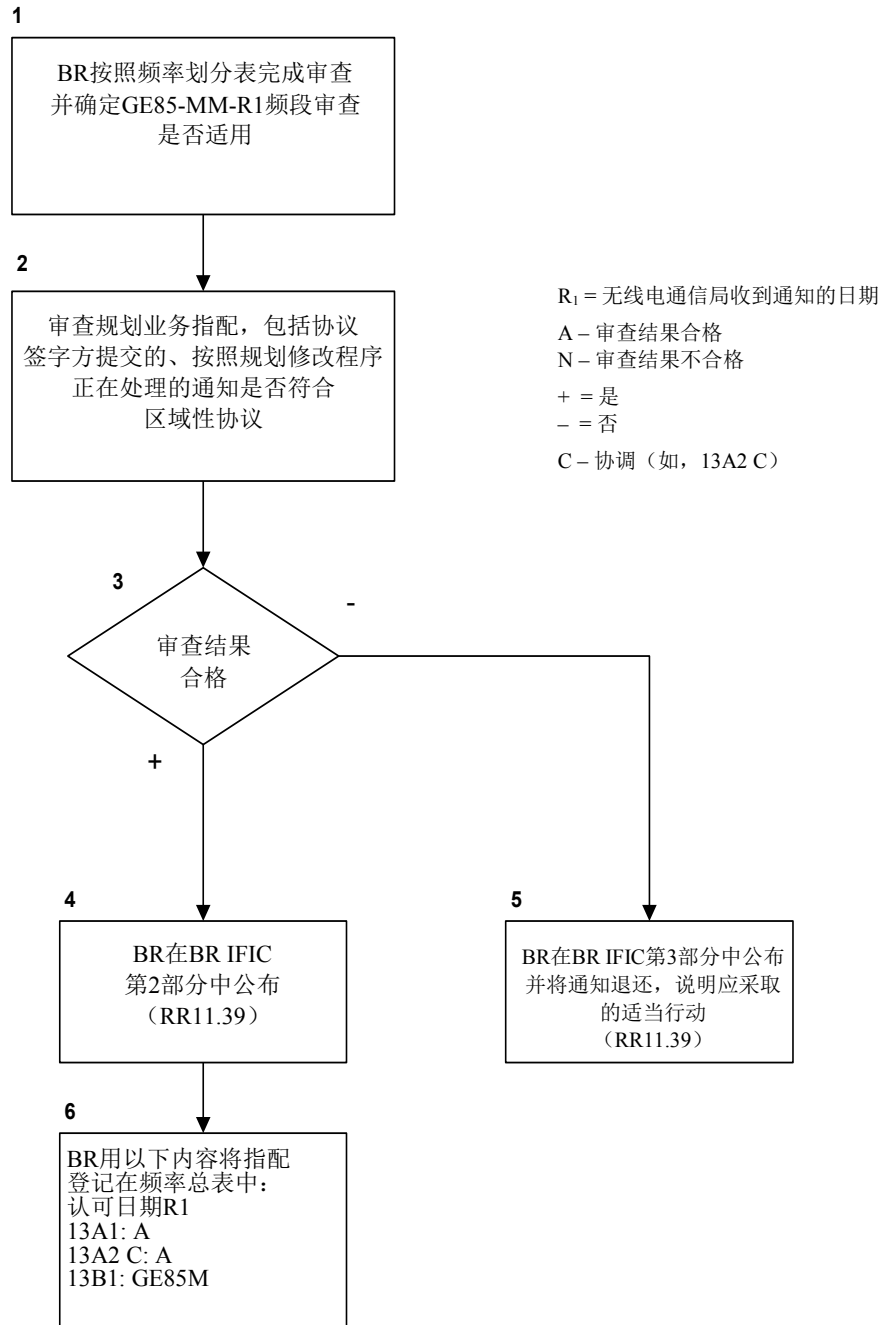 1
BR按照频率划分表完成审查
并确定GE85-MM-R1频段审查
是否适用
2
审查规划业务指配，包括协议
签字方提交的、按照规划修改程序
正在处理的通知是否符合
区域性协议
R1 = 无线电通信局收到通知的日期
A – 审查结果合格
N – 审查结果不合格
+ = 是
– = 否
C – 协调（如，13A2 C）
3
-
审查结果
合格
+
4
BR在BR IFIC
第2部分中公布
（RR11.39）
5
BR在BR IFIC第3部分中公布
并将通知退还，说明应采取
的适当行动
（RR11.39）
6
BR用以下内容将指配
登记在频率总表中：
认可日期R1
13A1: A
13A2 C: A
13B1: GE85M